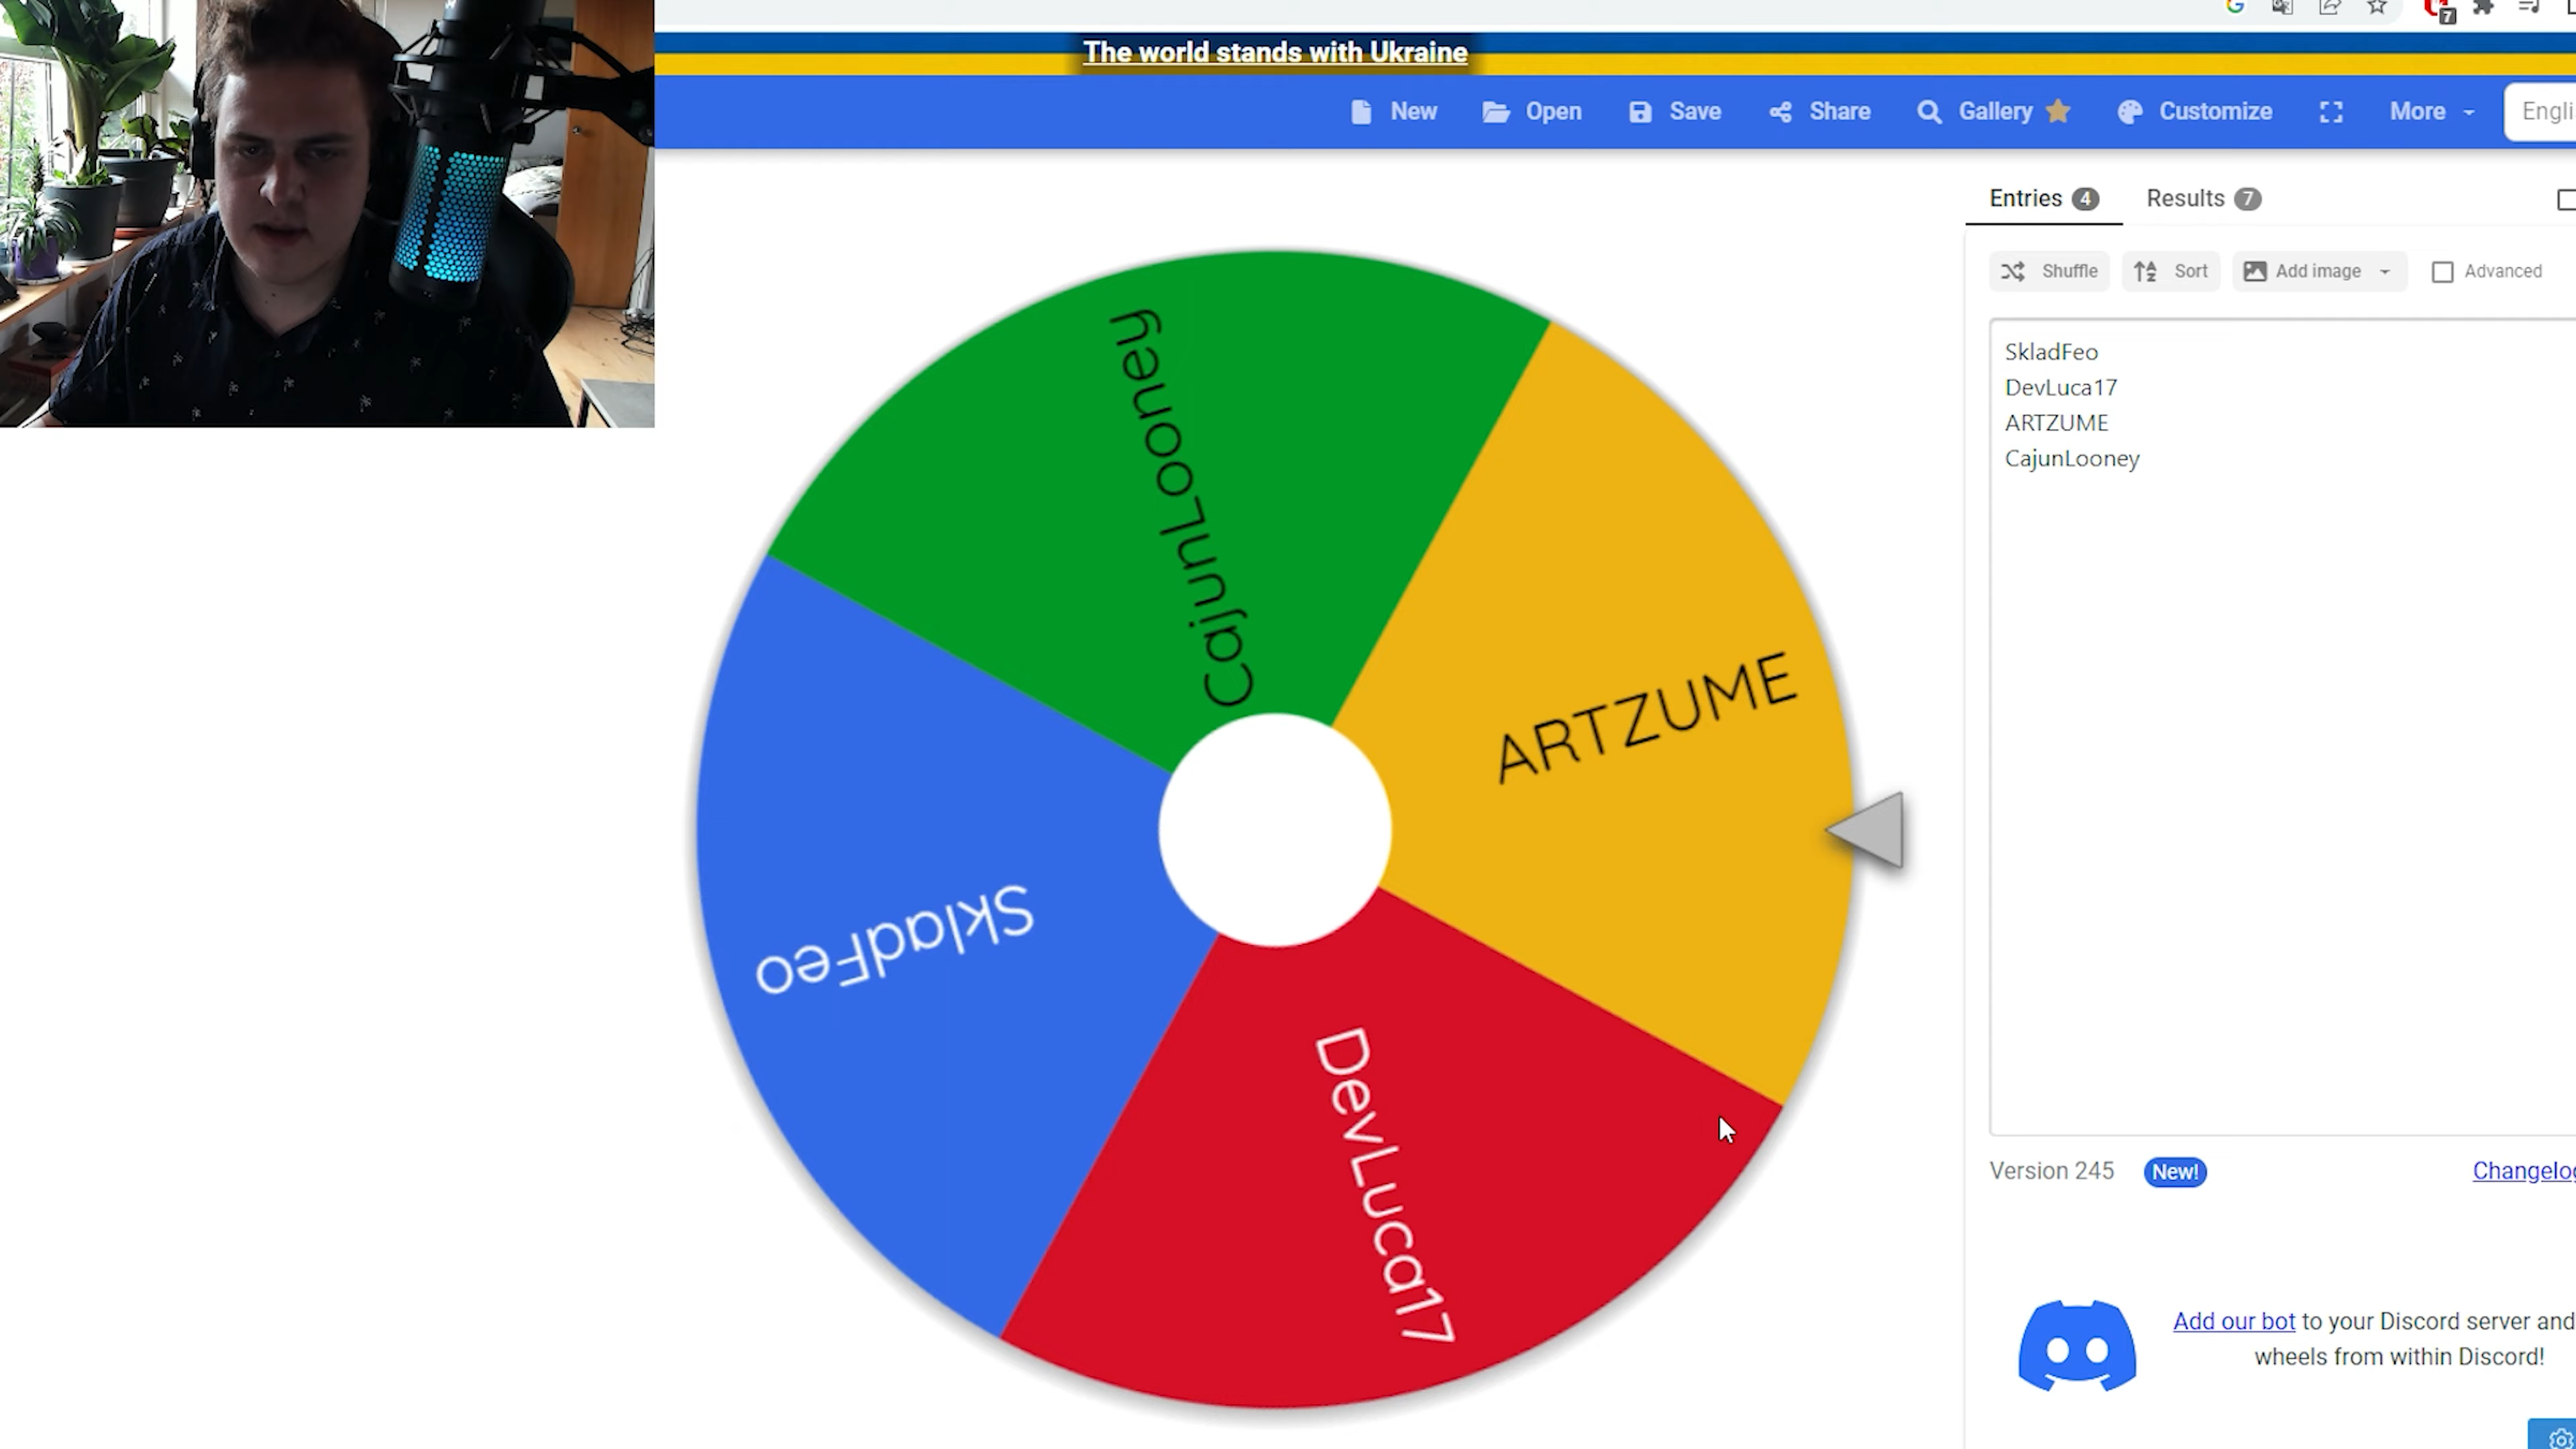 7
The world stands with Ukraine
New Open Save Share Gallery Customize More Engli
Entries 4 Results 7
Shuffle Sort Add image Advanced
SkladFeo
DevLuca17
ARTZUME
CajunLooney
CajunLooney
ARTZUME
SkladFeo
DevLuca17
Version 245 New! Changelog
Add our bot to your Discord server and
wheels from within Discord!